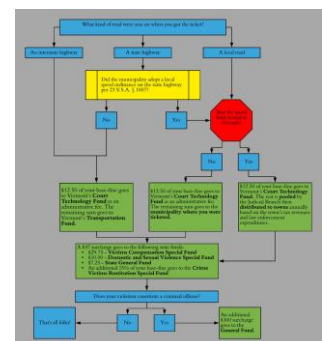 What kind of road were you on when you got the ticket?
An interstate highway
A state highway
A local road
Did the municipality adopt a local
speed ordinance on the state highway
per 23 V.S.A. § 1007?
No
Yes
No
Yes
$12.50 of your base fine goes
to Vermont's Court
Technology Fund as an
administrative fee. The
remaining sum goes to
Vermont's Transportation
Fund.
$12.50 of your base fine goes to
Vermont's Court Technology
Fund as an administrative fee.
The remaining sum goes to the
municipality where you were
ticketed.
$12.50 of your base fine goes to
Vermont's Court Technology
Fund. The rest is pooled by
the Judicial Branch then
distributed to towns annually
based on the town's tax revenues
and law enforcement
expenditures.
surcharge goes to the following state funds:
Victims Compensation Special Fund
Domestic and Sexual Violence Special Fund
State General Fund
An additional 15% of your base fine goes to the Crime
Victims Restitution Special Fund
Does your violation constitute a criminal offense?
That's all folks!
No
Yes
An additional
surcharge
goes to the
General Fund.